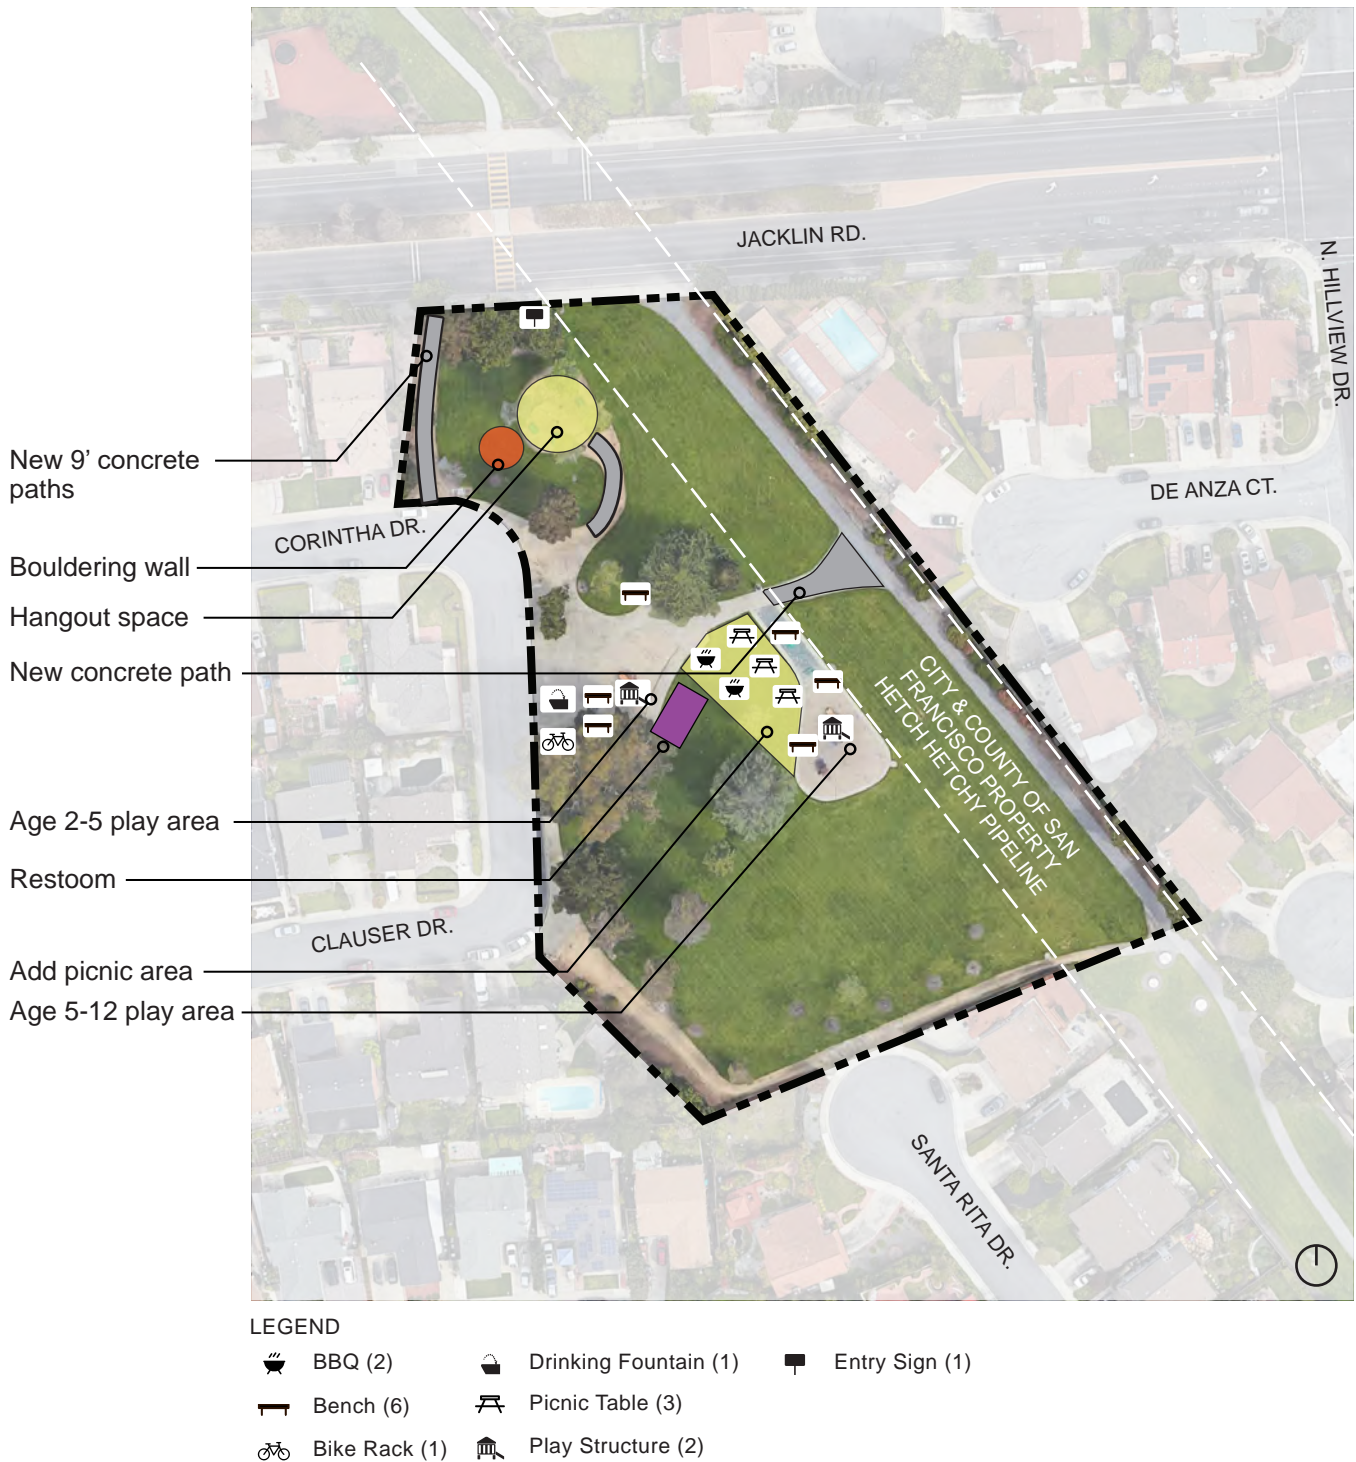 JACKLIN RD.
N. HILLVIEW DR.
New 9’ concrete
paths
DE ANZA CT.
CORINTHA DR.
Bouldering wall
Hangout space
New concrete path
CITY & COUNTY OF SAN
FRANCISCO PROPERTY
HETCH HETCHY PIPELINE
Age 2-5 play area
Restoom
CLAUSER DR.
Add picnic area
Age 5-12 play area
SANTA RITA DR.
LEGEND
BBQ (2)
Drinking Fountain (1)
Entry Sign (1)
Bench (6)
Picnic Table (3)
Bike Rack (1)
Play Structure (2)